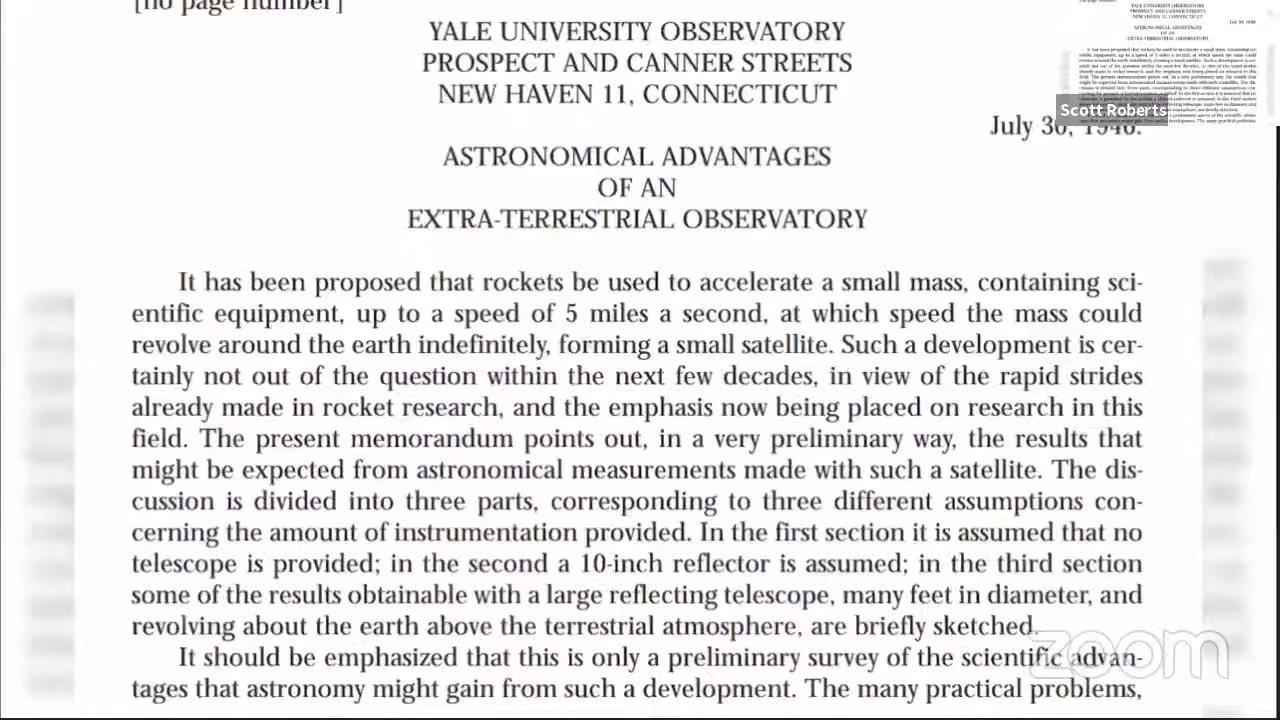 [no page number]
YALE UNIVERSITY OBSERVATORY
PROSPECT AND CANNER STREETS
NEW HAVEN 11, CONNECTICUT
Scott Roberts
July 30, 1946.
ASTRONOMICAL ADVANTAGES
OF AN
EXTRA-TERRESTRIAL OBSERVATORY
It has been proposed that rockets be used to accelerate a small mass, containing sci-
entific equipment, up to a speed of 5 miles a second, at which speed the mass could
revolve around the earth indefinitely, forming a small satellite. Such a development is cer-
tainly not out of the question within the next few decades, in view of the rapid strides
already made in rocket research, and the emphasis now being placed on research in this
field. The present memorandum points out, in a very preliminary way, the results that
might be expected from astronomical measurements made with such a satellite. The dis-
cussion is divided into three parts, corresponding to three different assumptions con-
cerning the amount of instrumentation provided. In the first section it is assumed that no
telescope is provided; in the second a 10-inch reflector is assumed; in the third section
some of the results obtainable with a large reflecting telescope, many feet in diameter, and
revolving about the earth above the terrestrial atmosphere, are briefly sketched.
It should be emphasized that this is only a preliminary survey of the scientific advan-
tages that astronomy might gain from such a development. The many practical problems,
zoom